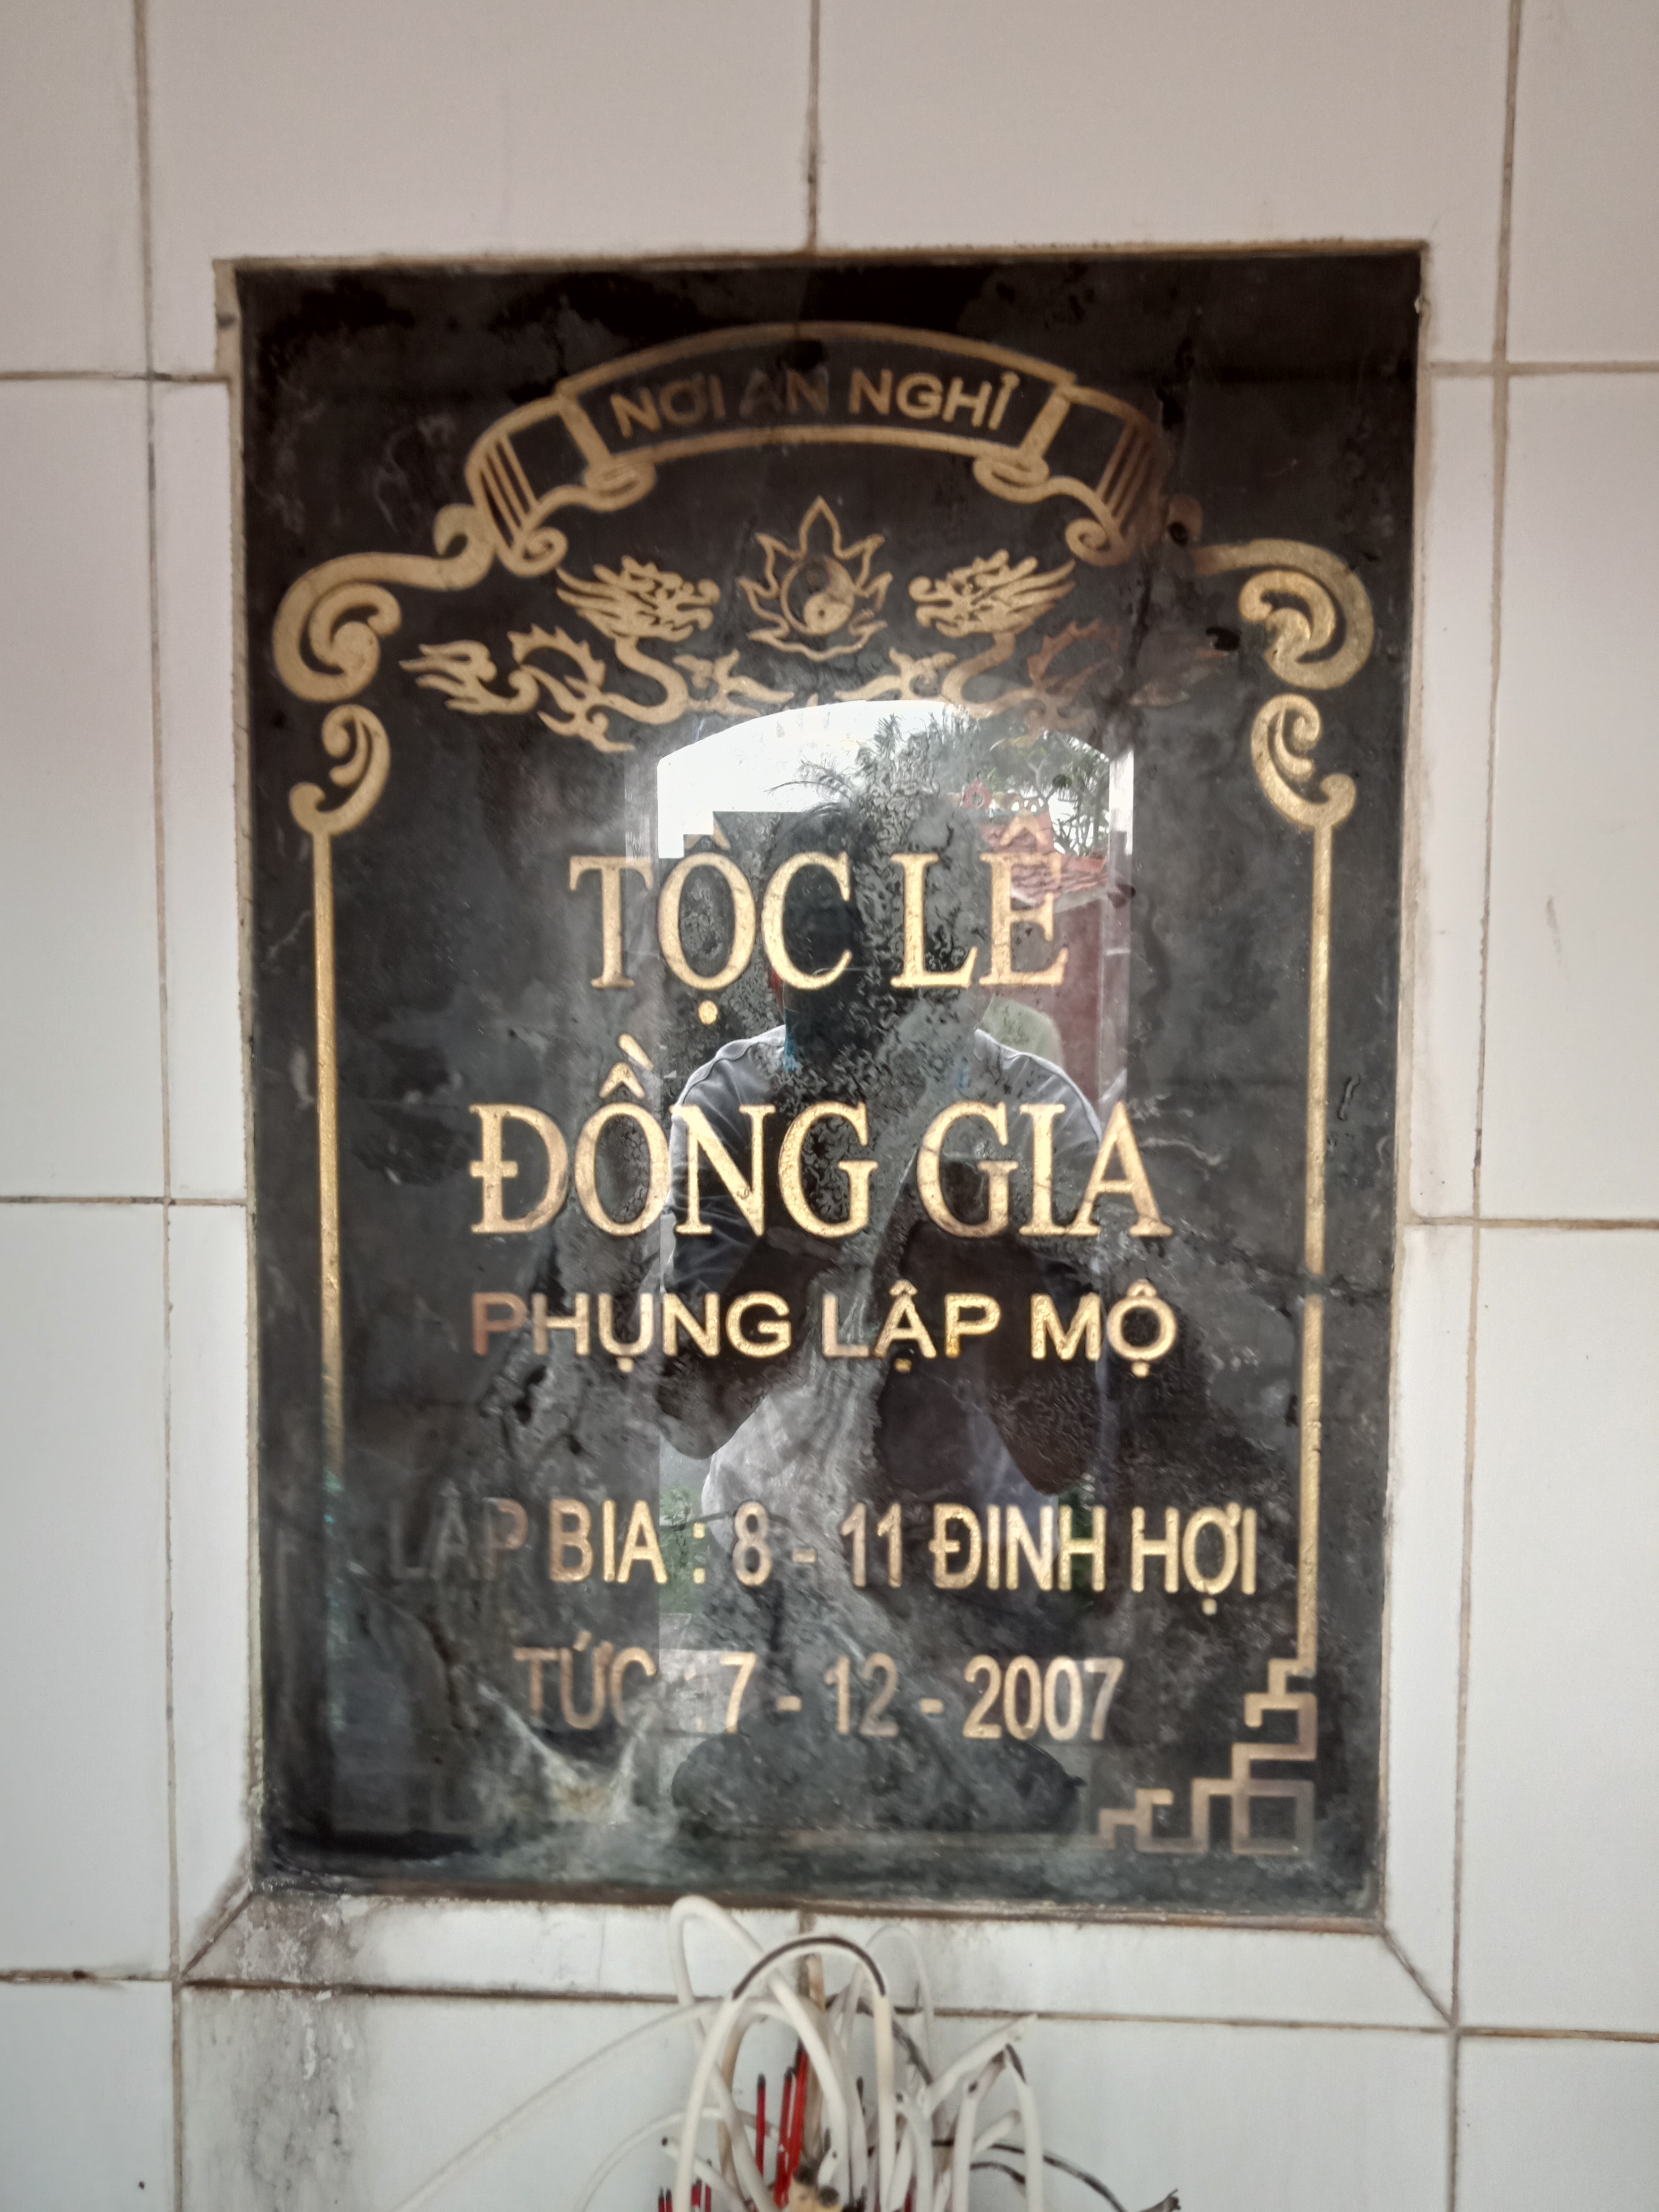 NƠI AN NGHỈ
TỘC LÊ
ĐỒNG GIA
PHỤNG LẬP MỘ
LẬP BIA : 8 - 11 ĐINH HỢI
TỨC : 7 - 12 - 2007